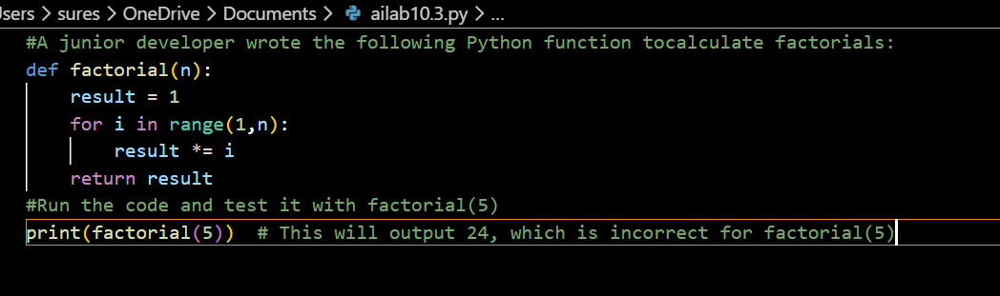 sers > sures > OneDrive > Documents > ailab10.3.py > ...
#A junior developer wrote the following Python function tocalculate factorials:
def factorial(n):
    result = 1
    for i in range(1,n):
        result *= i
    return result
#Run the code and test it with factorial(5)
print(factorial(5))  # This will output 24, which is incorrect for factorial(5)